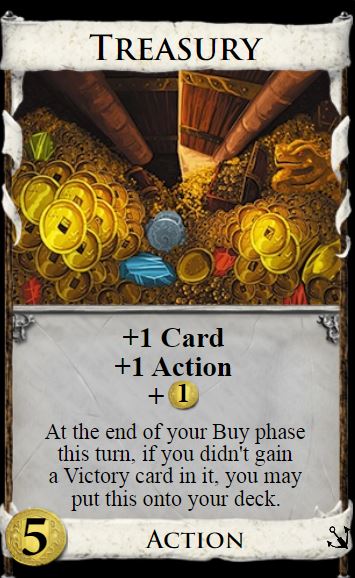 TREASURY
+1 Card
+1 Action
+ 1
At the end of your Buy phase
this turn, if you didn't gain
a Victory card in it, you may
put this onto your deck.
5
ACTION